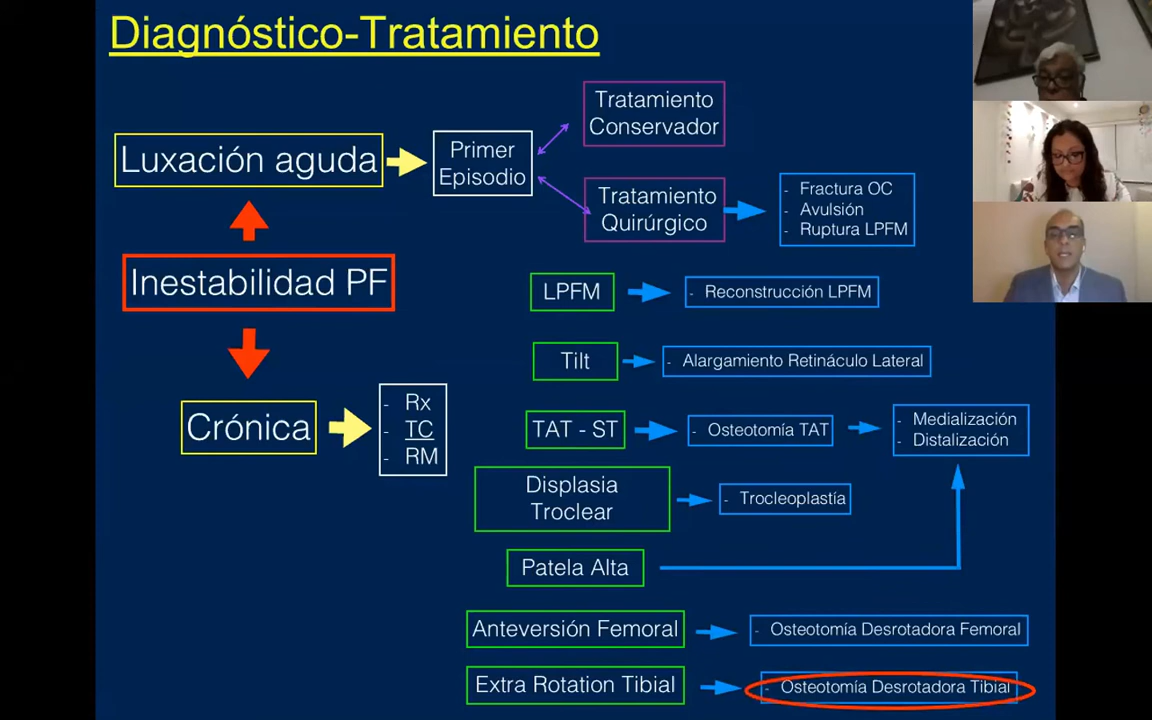 Diagnóstico-Tratamiento
Tratamiento
Conservador
Luxación aguda
Primer
Episodio
Tratamiento
Quirúrgico
- Fractura OC
- Avulsión
- Ruptura LPFM
Inestabilidad PF
LPFM
- Reconstrucción LPFM
Tilt
- Alargamiento Retináculo Lateral
Crónica
- Rx
- TC
- RM
TAT - ST
- Osteotomía TAT
- Medialización
- Distalización
Displasia
Troclear
- Trocleoplastía
Patela Alta
Anteversión Femoral
- Osteotomía Desrotadora Femoral
Extra Rotation Tibial
- Osteotomía Desrotadora Tibial